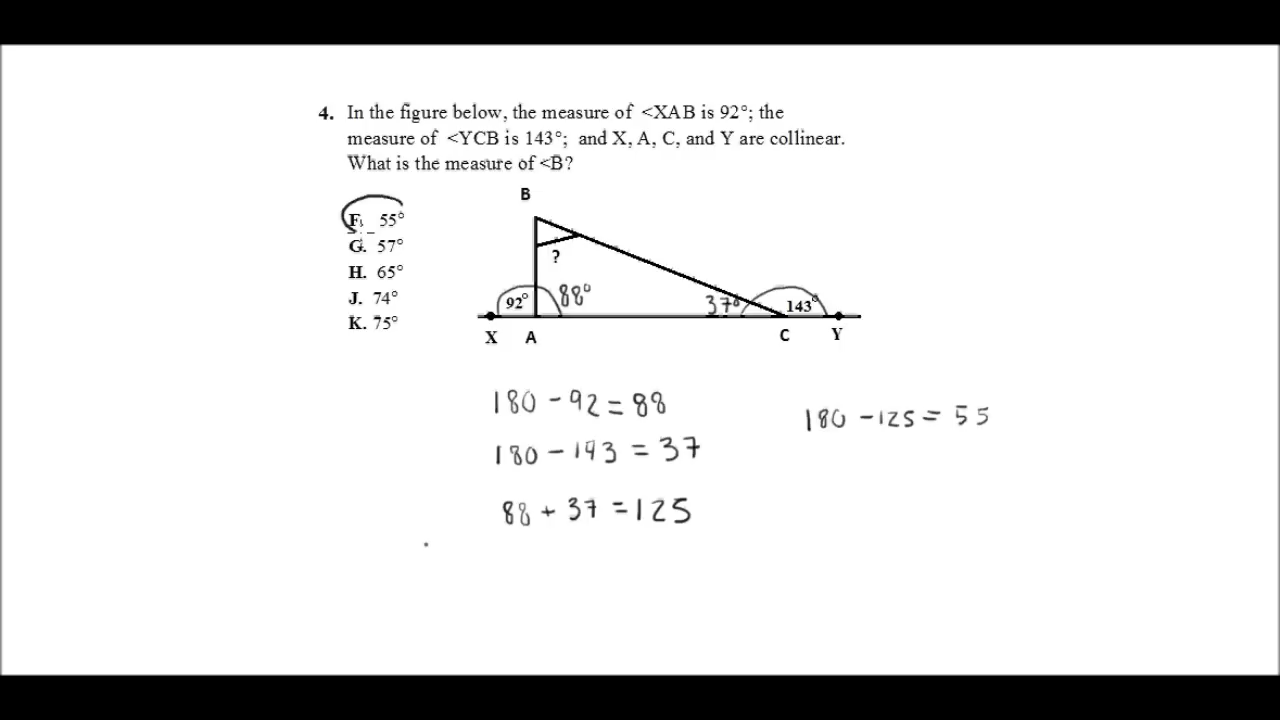 4. In the figure below, the measure of <XAB is 92°; the
measure of <YCB is 143°; and X, A, C, and Y are collinear.
What is the measure of <B?
F. 55°
G. 57°
H. 65°
J. 74°
K. 75°
B
?
92° 88° 37° 143°
X A C Y
180 - 92 = 88
180 - 125 = 55
180 - 143 = 37
88 + 37 = 125